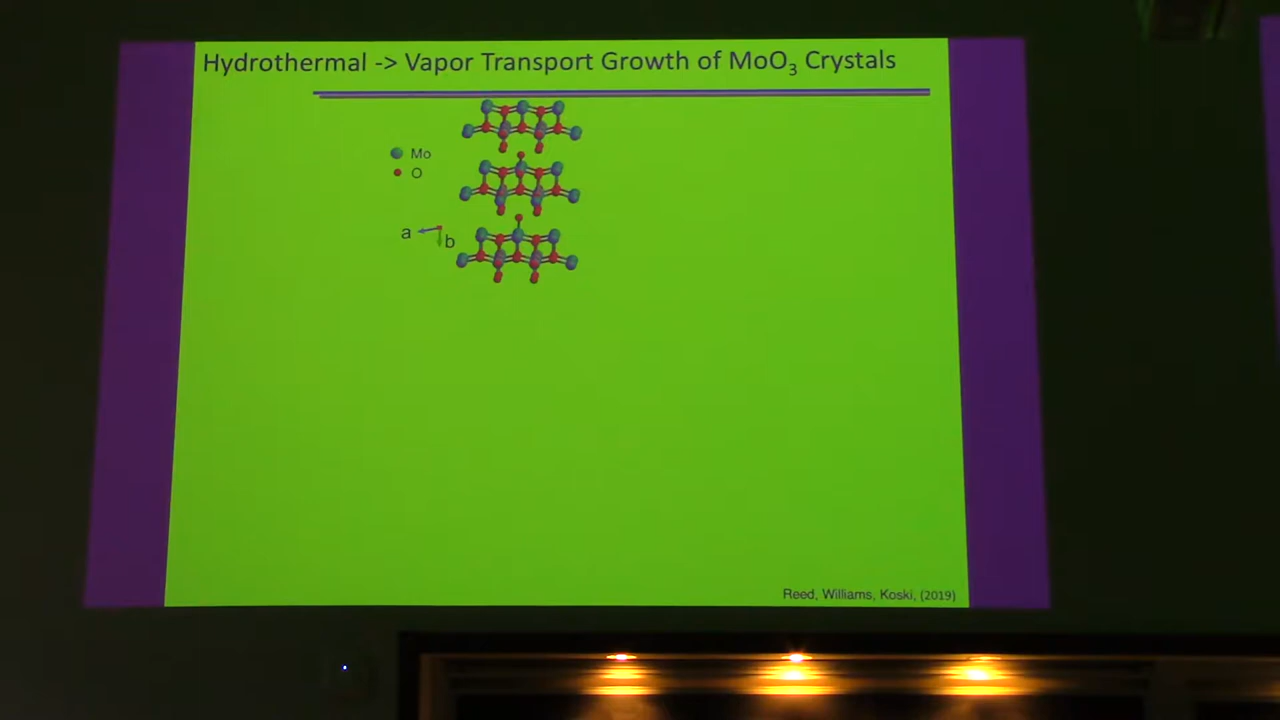 Hydrothermal -> Vapor Transport Growth of MoO₃ Crystals
Mo
O
a
b
Reed, Williams, Koski, (2019)